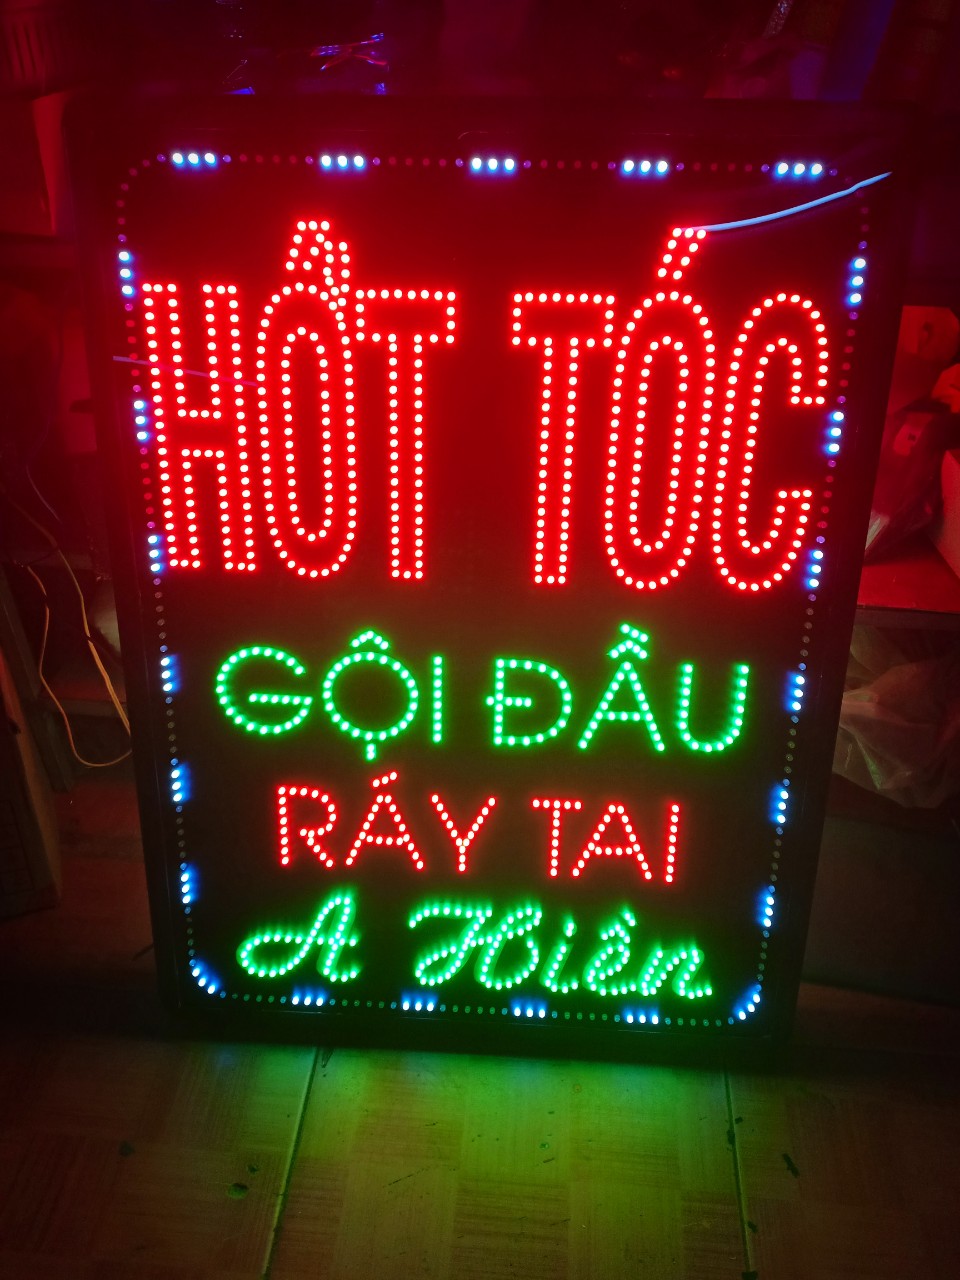 HỚT TÓC
GỘI ĐẦU
RÁY TAI
A Hiền